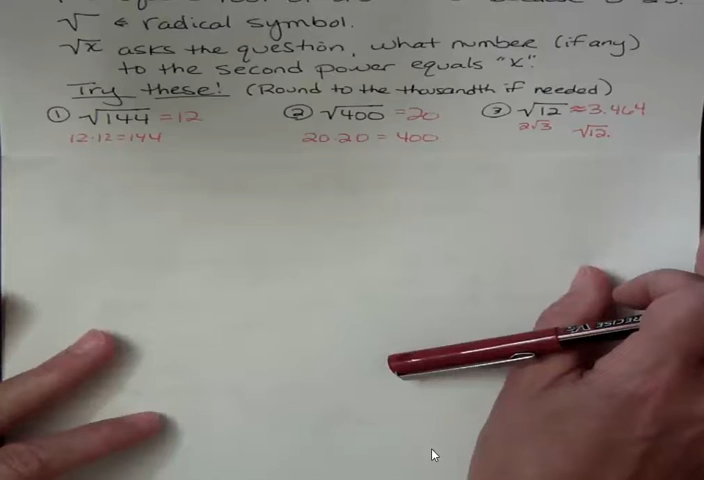 √ ← radical symbol.
√x asks the question, what number (if any)
to the second power equals "x".
Try these! (Round to the thousandth if needed)
① √144 = 12 ② √400 = 20 ③ √12 ≈ 3.464
12·12=144 20·20 = 400 2√3 √12.
PRECISE V5